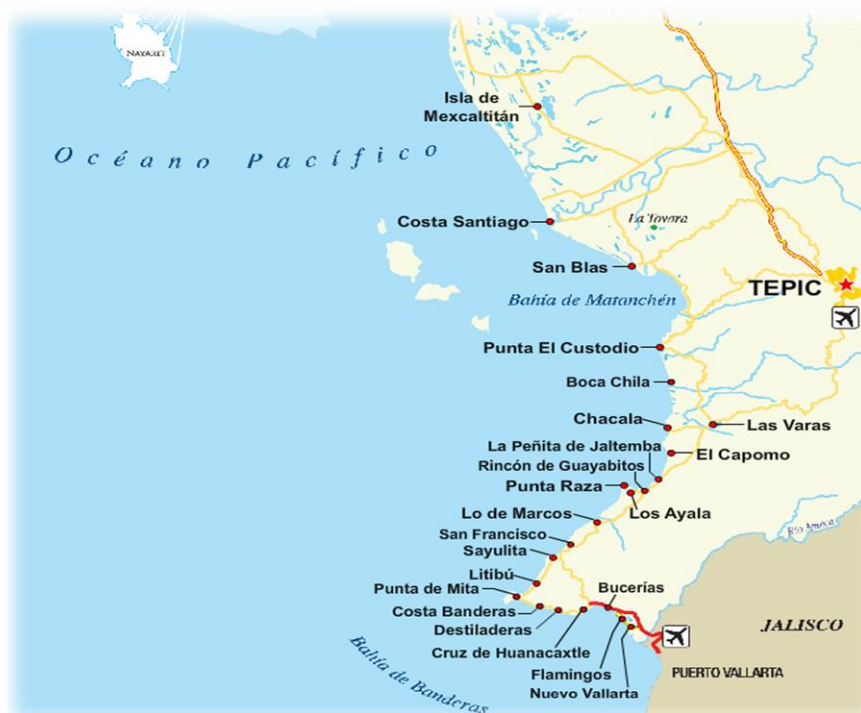 NAYARIT
Isla de
Mexcaltitán
Océano Pacífico
Costa Santiago
La Tovara
San Blas
TEPIC
Bahía de Matanchén
Punta El Custodio
Boca Chila
Chacala
Las Varas
La Peñita de Jaltemba
El Capomo
Rincón de Guayabitos
Punta Raza
Los Ayala
Lo de Marcos
Río Ameca
San Francisco
Sayulita
Litibú
Punta de Mita
Bucerías
Costa Banderas
Destiladeras
JALISCO
Cruz de Huanacaxtle
Flamingos
PUERTO VALLARTA
Nuevo Vallarta
Bahía de Banderas